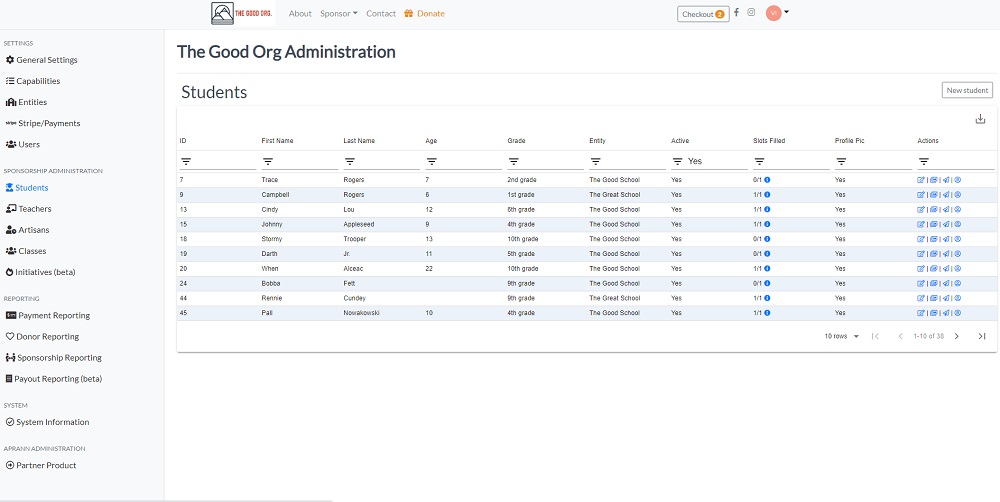 THE GOOD ORG. About Sponsor Contact Donate Checkout 2 VI
SETTINGS
General Settings
Capabilities
Entities
Stripe/Payments
Users
SPONSORSHIP ADMINISTRATION
Students
Teachers
Artisans
Classes
Initiatives (beta)
REPORTING
Payment Reporting
Donor Reporting
Sponsorship Reporting
Payout Reporting (beta)
SYSTEM
System Information
APRANN ADMINISTRATION
Partner Product
The Good Org Administration
Students New student
ID First Name Last Name Age Grade Entity Active Slots Filled Profile Pic Actions
Yes
7 Trace Rogers 7 2nd grade The Good School Yes 0/1 Yes | | |
9 Campbell Rogers 6 1st grade The Great School Yes 1/1 Yes | | |
13 Cindy Lou 12 6th grade The Good School Yes 1/1 Yes | | |
15 Johnny Appleseed 9 4th grade The Good School Yes 1/1 Yes | | |
18 Stormy Trooper 13 10th grade The Good School Yes 0/1 Yes | | |
19 Darth Jr. 11 5th grade The Good School Yes 0/1 Yes | | |
20 When Alceac 22 10th grade The Good School Yes 1/1 Yes | | |
24 Bobba Fett 9th grade The Good School Yes 0/1 Yes | | |
44 Rennie Cundey 9th grade The Great School Yes 1/1 Yes | | |
45 Pall Nowakowski 10 4th grade The Good School Yes 1/1 Yes | | |
10 rows 1-10 of 38